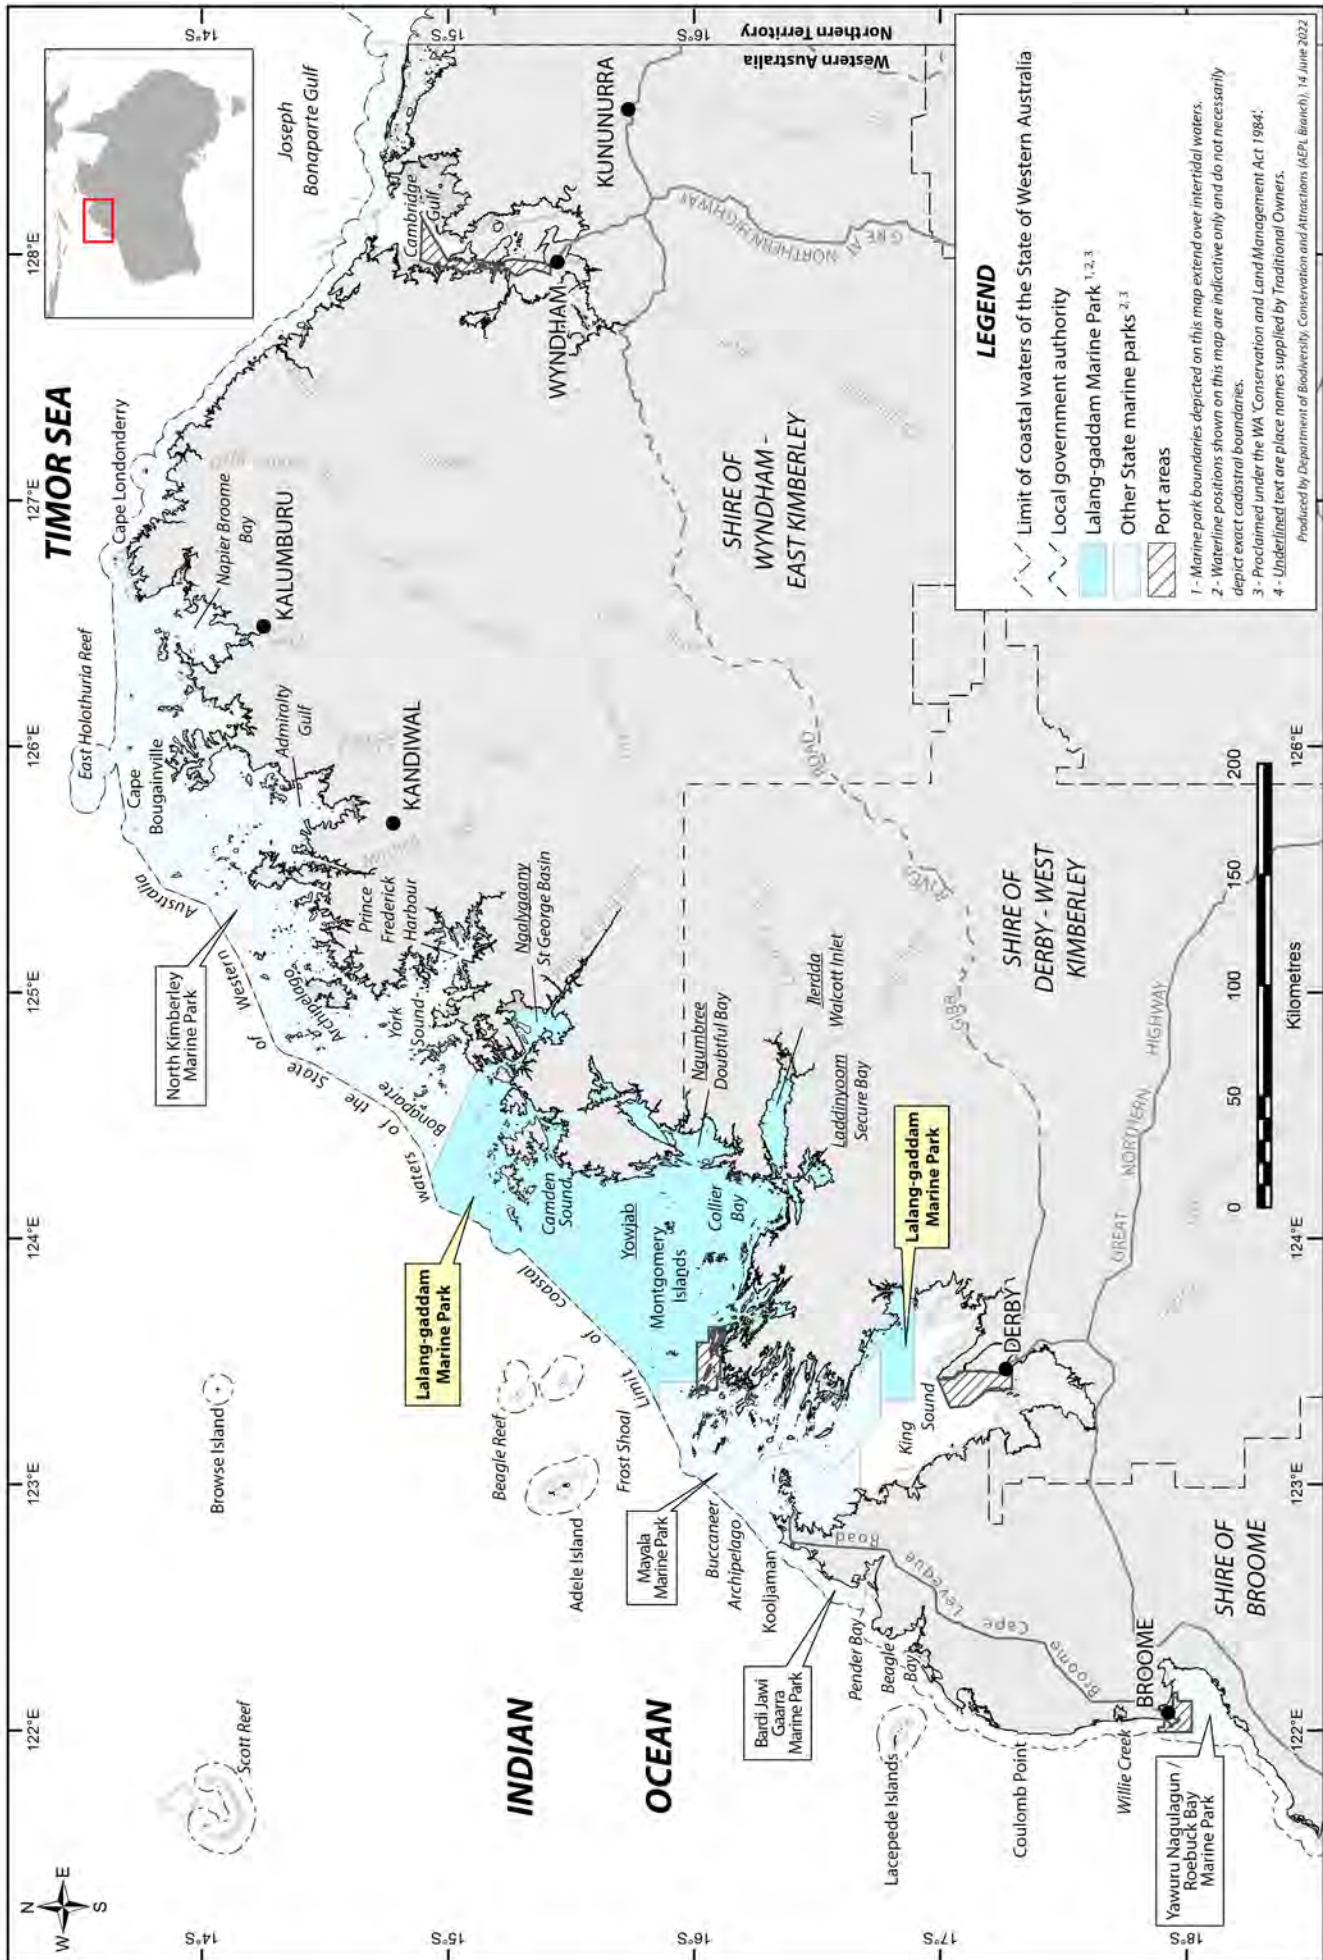 N
W
E
S
122°E
123°E
124°E
125°E
126°E
127°E
128°E
14°S
15°S
16°S
17°S
18°S
122°E
123°E
124°E
126°E
14°S
15°S
16°S
TIMOR SEA
INDIAN
OCEAN
Scott Reef
Browse Island
Beagle Reef
Adele Island
Frost Shoal
East Holothuria Reef
Cape
Bougainville
Cape Londonderry
Napier Broome
Bay
KALUMBURU
Admiralty
Gulf
KANDIWAL
Mitchell
Joseph
Bonaparte Gulf
Cambridge
Gulf
WYNDHAM
KUNUNURRA
Western Australia
Northern Territory
GREAT
NORTHERN HIGHWAY
North Kimberley
Marine Park
Limit of coastal waters of the State of Western Australia
Bonaparte
Archipelago
York
Sound
Prince
Frederick
Harbour
Ngalygaany
St George Basin
Lalang-gaddam
Marine Park
Camden
Sound
Yowjab
Montgomery
Islands
Collier
Bay
Ngumbree
Doubtful Bay
Ilerdda
Walcott Inlet
Laddinyoom
Secure Bay
Lalang-gaddam
Marine Park
Mayala
Marine Park
Buccaneer
Archipelago
Kooljaman
Bardi Jawi
Gaarra
Marine Park
Pender Bay
Beagle
Bay
Lacepede Islands
Coulomb Point
Willie Creek
Broome Cape Leveque Road
BROOME
Yawuru Nagulagun /
Roebuck Bay
Marine Park
King
Sound
DERBY
GIBB
RIVER
ROAD
GREAT NORTHERN HIGHWAY
SHIRE OF
BROOME
SHIRE OF
DERBY - WEST
KIMBERLEY
SHIRE OF
WYNDHAM -
EAST KIMBERLEY
0
50
100
150
200
Kilometres
LEGEND
Limit of coastal waters of the State of Western Australia
Local government authority
Lalang-gaddam Marine Park 1, 2, 3
Other State marine parks 2, 3
Port areas
1 - Marine park boundaries depicted on this map extend over intertidal waters.
2 - Waterline positions shown on this map are indicative only and do not necessarily
depict exact cadastral boundaries.
3 - Proclaimed under the WA 'Conservation and Land Management Act 1984'.
4 - Underlined text are place names supplied by Traditional Owners.
Produced by Department of Biodiversity, Conservation and Attractions (AEPL Branch), 14 June 2022